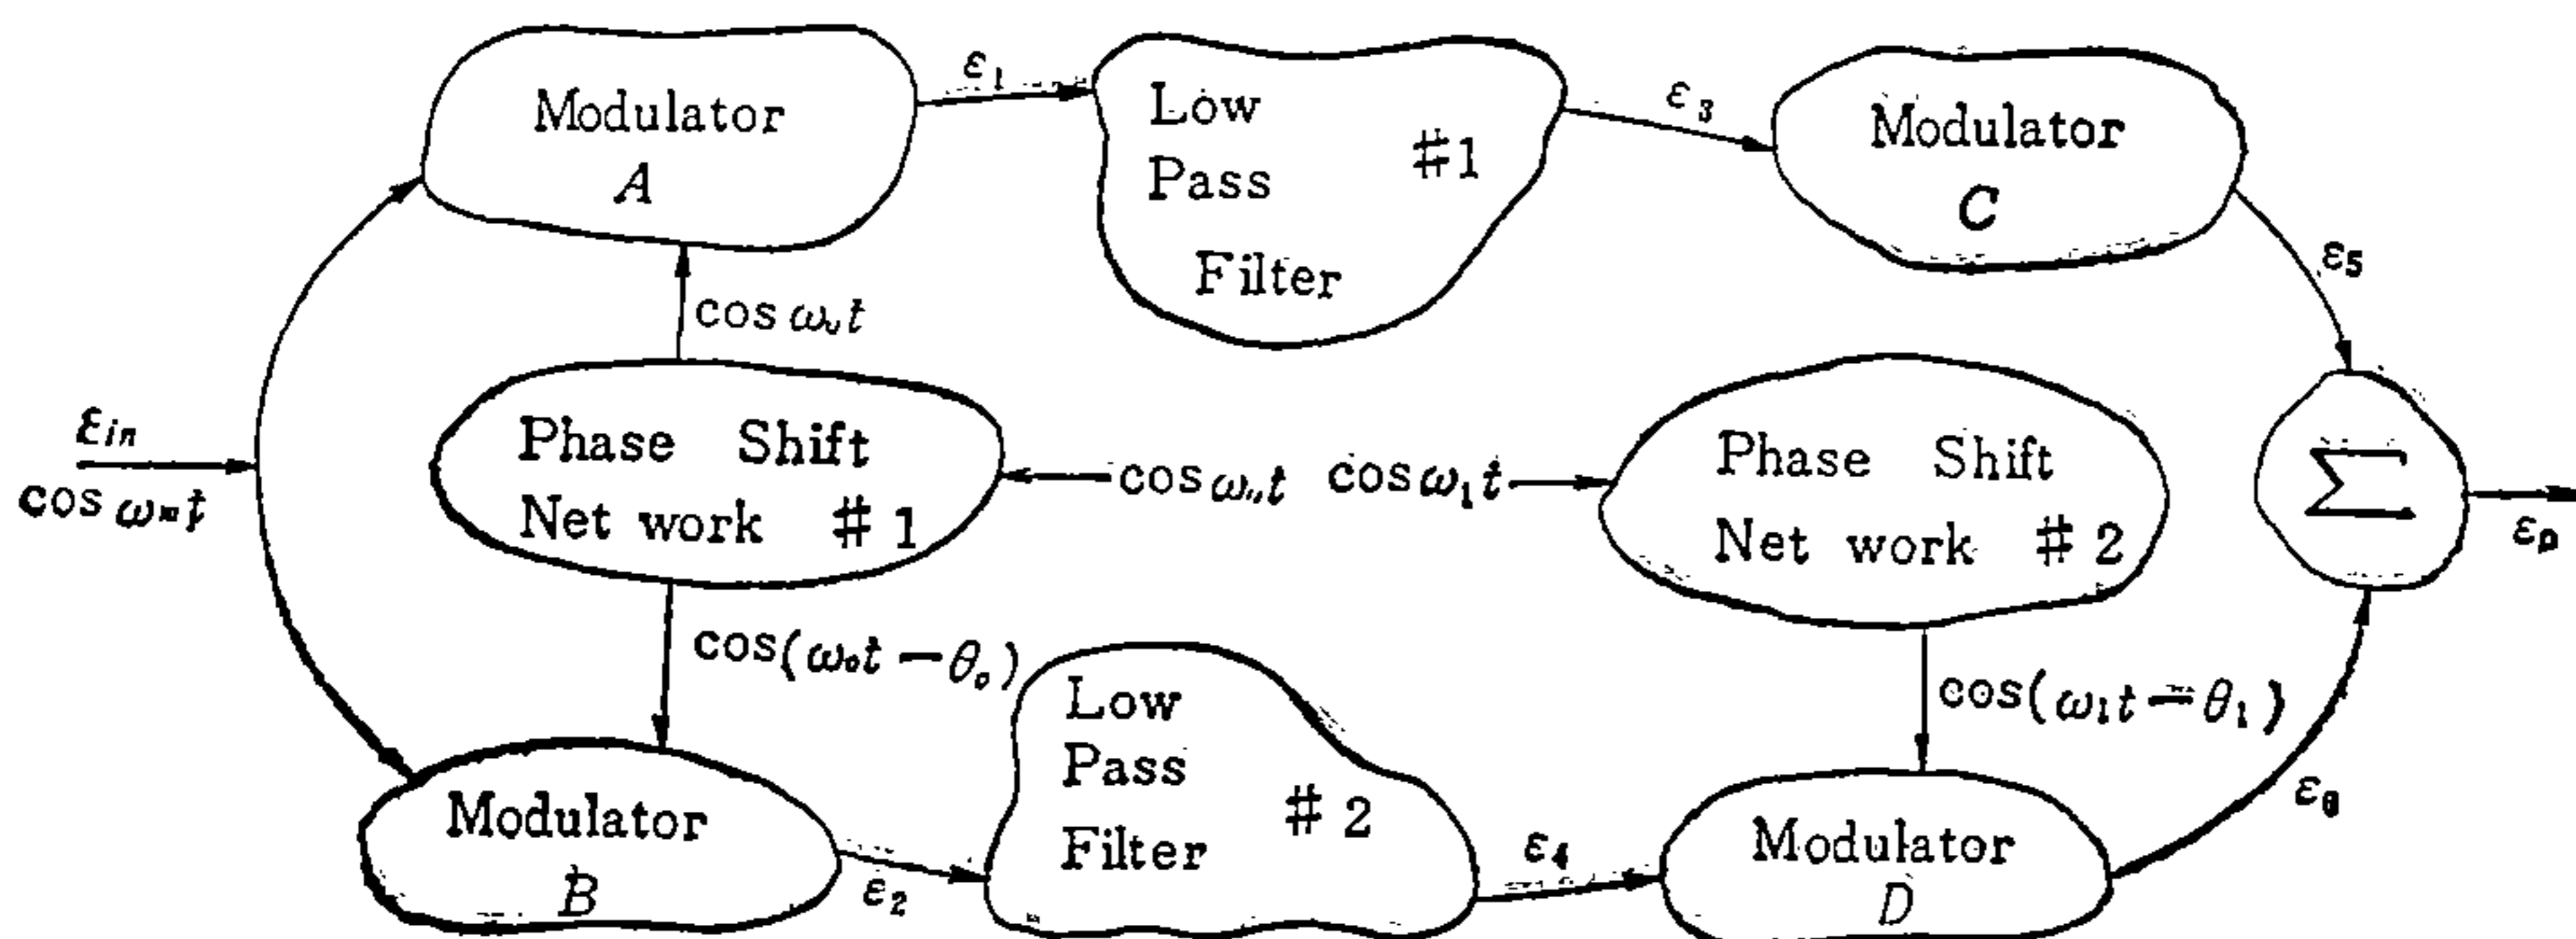 Modulator
A
ε₁
Low
Pass
Filter
#1
ε₃
Modulator
C
ε₅
cos ω₀t
εin
cos ωmt
Phase Shift
Net work #1
cos ω₀t
cos ω₁t
Phase Shift
Net work #2
Σ
cos(ω₀t − θ₀)
cos(ω₁t − θ₁)
Low
Pass
Filter
#2
Modulator
B
ε₂
ε₄
Modulator
D
ε₆